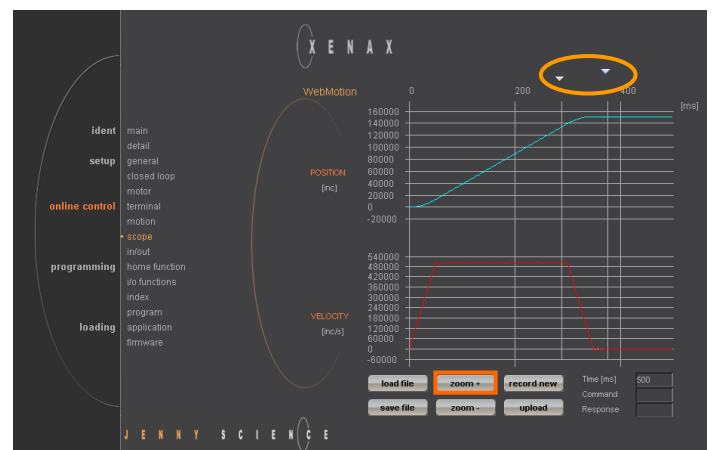 XENAX
WebMotion
ident
setup
online control
programming
loading
main
detail
general
closed loop
motor
terminal
motion
scope
in/out
home function
i/o functions
index
program
application
firmware
0 200 400
[ms]
POSITION
[inc]
160000
140000
120000
100000
80000
60000
40000
20000
0
-20000
VELOCITY
[inc/s]
540000
480000
420000
360000
300000
240000
180000
120000
60000
0
-60000
load file zoom + record new
save file zoom - upload
Time [ms] 500
Command
Response
JENNY SCIENCE